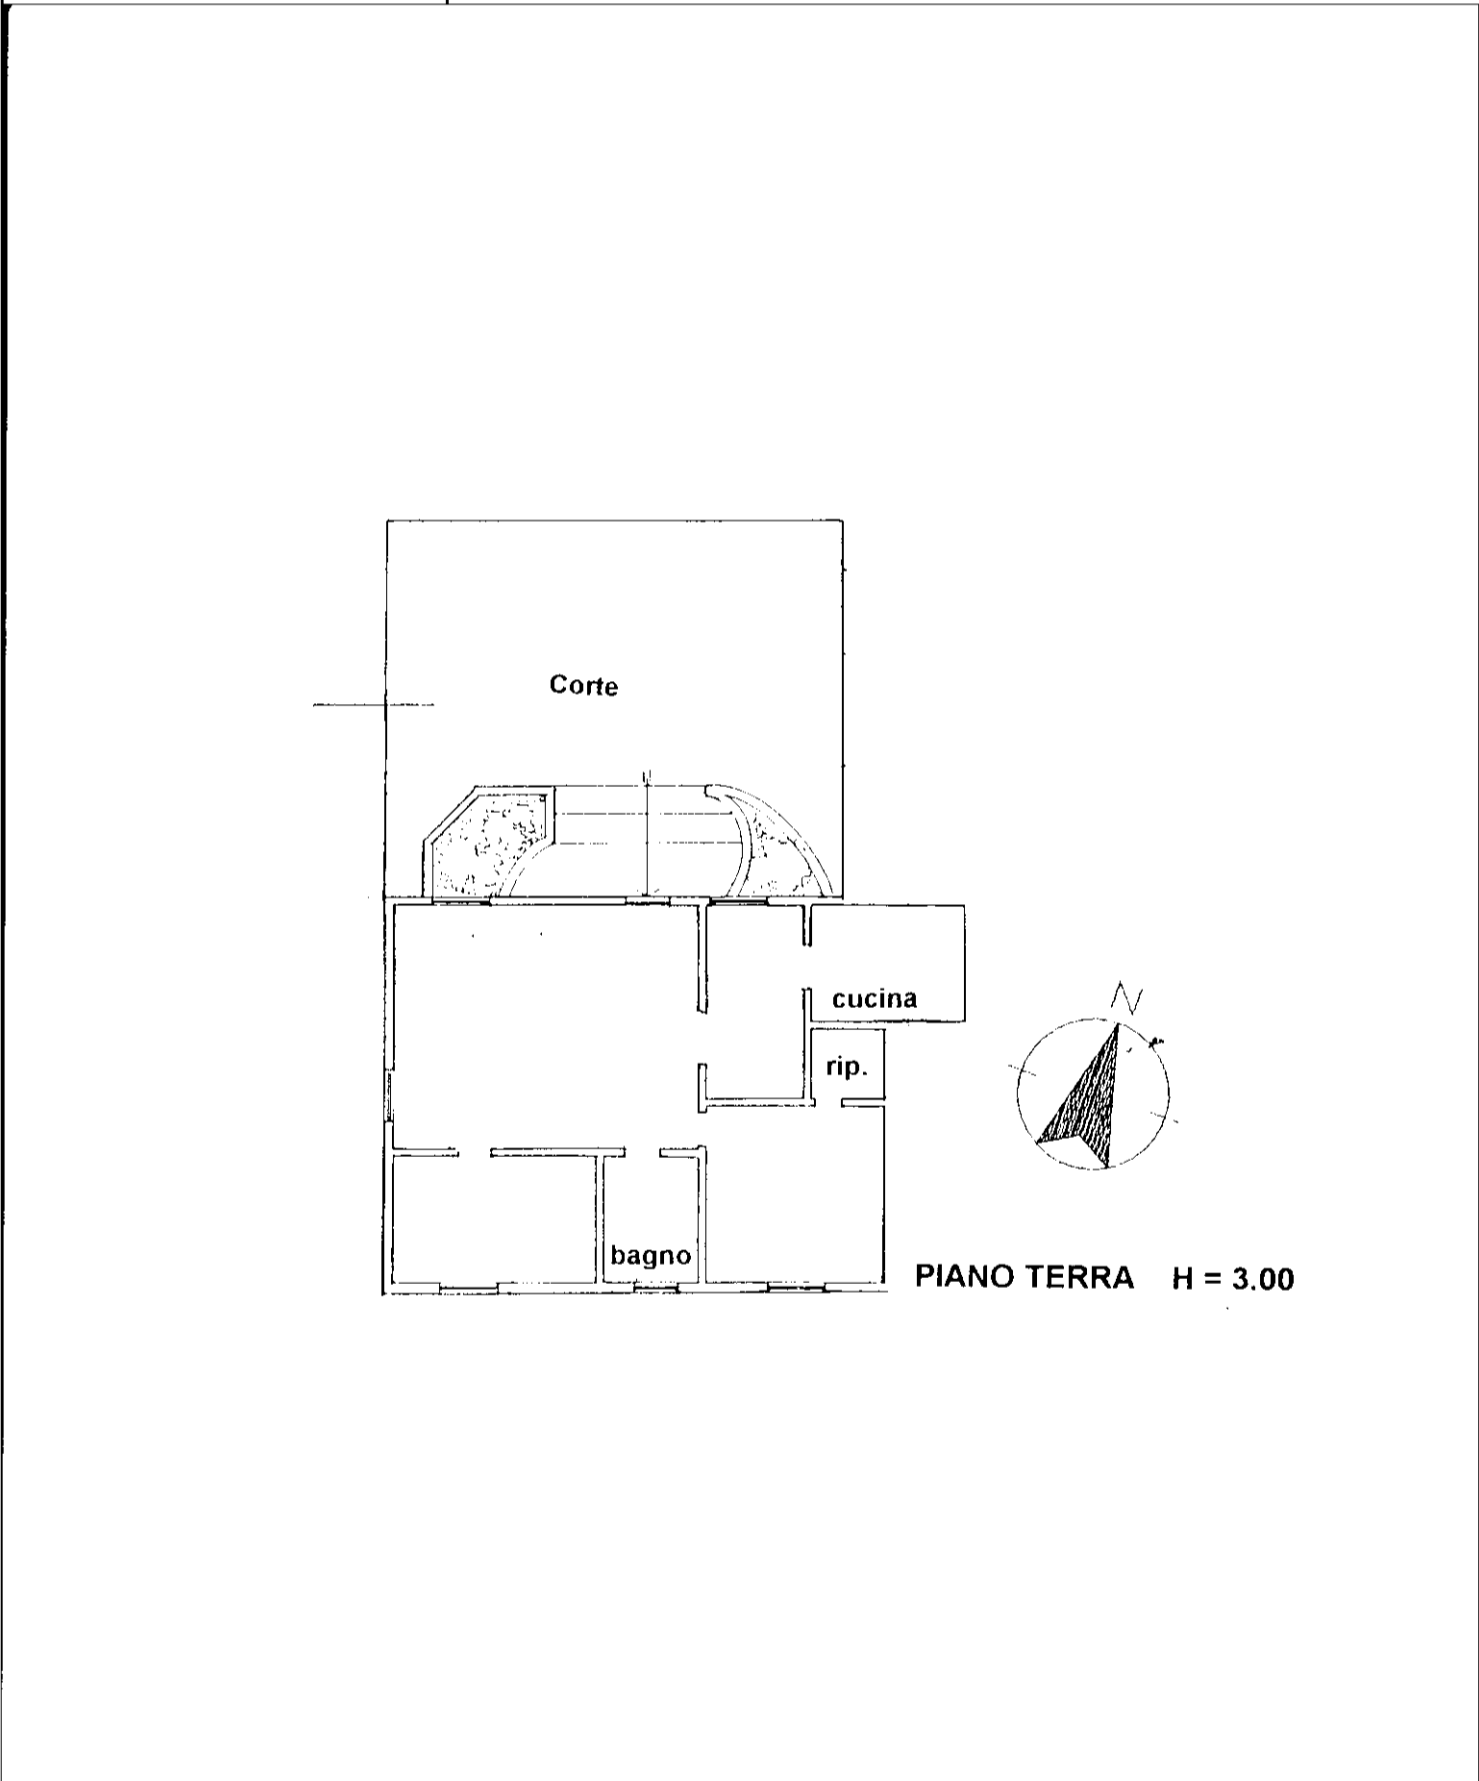 Corte
cucina
N
rip.
bagno
PIANO TERRA H = 3.00